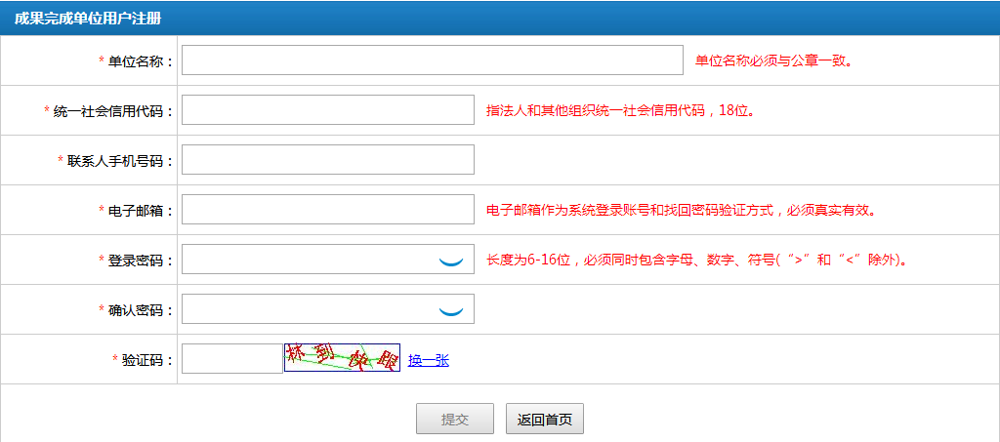 成果完成单位用户注册
* 单位名称： 单位名称必须与公章一致。
* 统一社会信用代码： 指法人和其他组织统一社会信用代码，18位。
* 联系人手机号码：
* 电子邮箱： 电子邮箱作为系统登录账号和找回密码验证方式，必须真实有效。
* 登录密码： 长度为6-16位，必须同时包含字母、数字、符号(“>”和“<”除外)。
* 确认密码：
* 验证码： 换一张
提交 返回首页